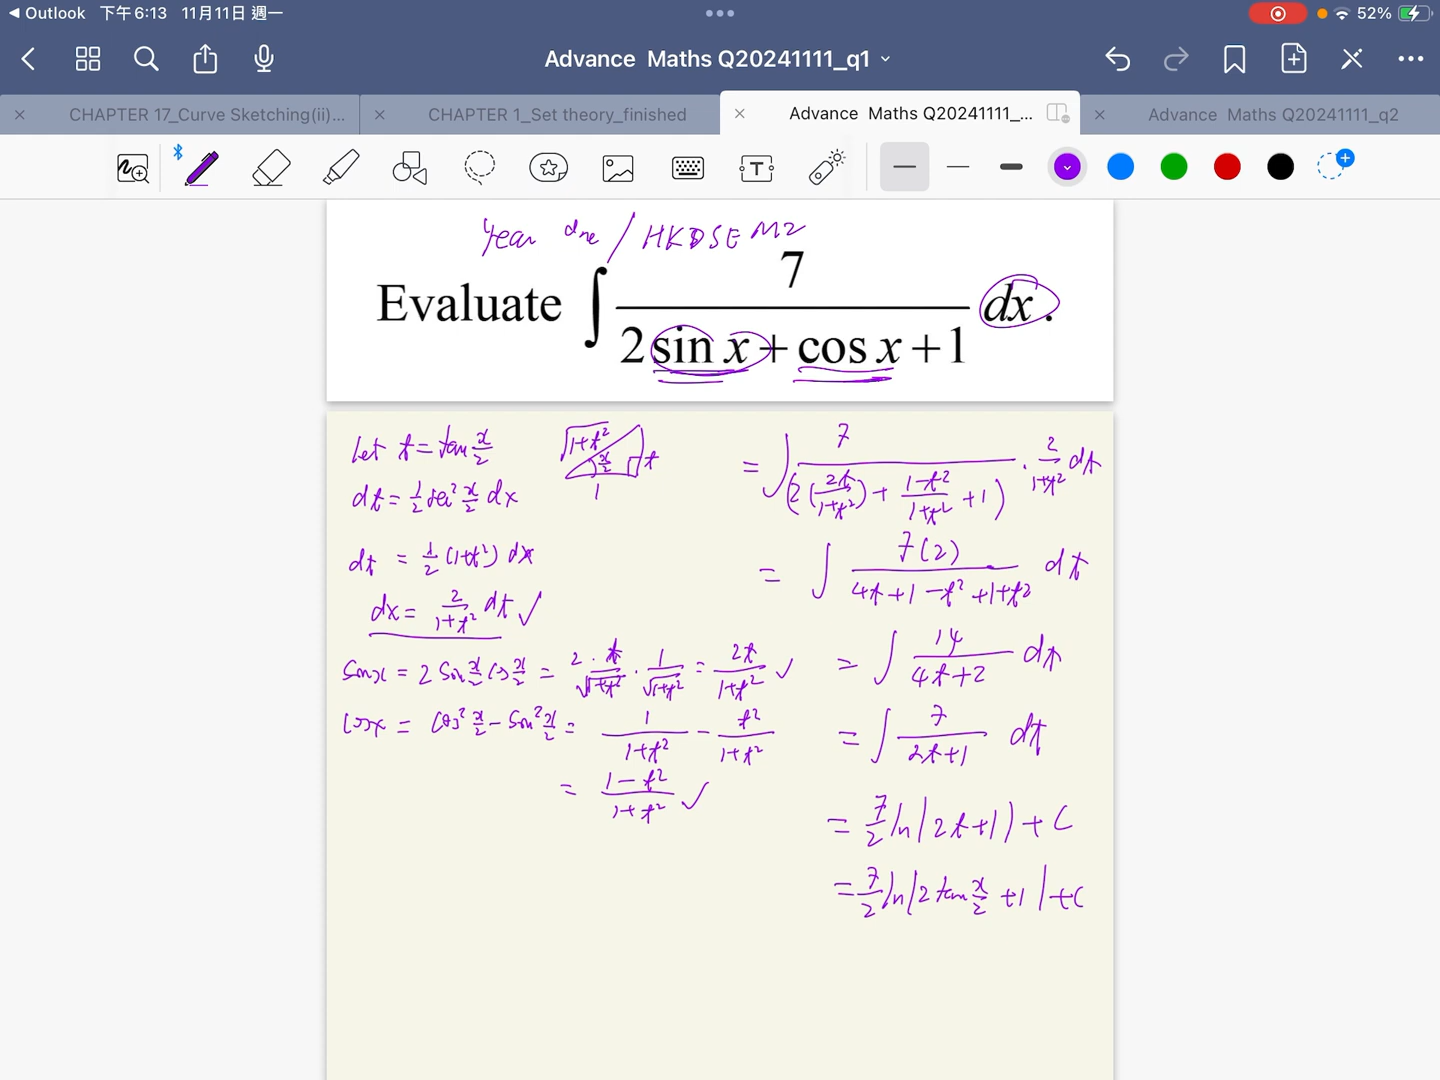 ◀ Outlook 下午6:13 11月11日 週一
52%
Advance Maths Q20241111_q1
CHAPTER 17_Curve Sketching(ii)...
CHAPTER 1_Set theory_finished
Advance Maths Q20241111_...
Advance Maths Q20241111_q2
Year one / HKDSE M2
Evaluate ∫ 7/(2 sin x + cos x + 1) dx.
Let t = tan x/2
√(1+t²) x/2 t 1
dt = 1/2 sec² x/2 dx
dt = 1/2 (1+t²) dx
dx = 2/(1+t²) dt ✓
Sin x = 2 Sin x/2 Cos x/2 = 2·t/√(1+t²) · 1/√(1+t²) = 2t/(1+t²) ✓
Cos x = Cos² x/2 − Sin² x/2 = 1/(1+t²) − t²/(1+t²)
= (1−t²)/(1+t²) ✓
= ∫ 7/(2(2t/(1+t²)) + (1−t²)/(1+t²) + 1) · 2/(1+t²) dt
= ∫ 7(2)/(4t+1−t²+1+t²) dt
= ∫ 14/(4t+2) dt
= ∫ 7/(2t+1) dt
= 7/2 ln|2t+1| + C
= 7/2 ln|2 tan x/2 + 1| + C